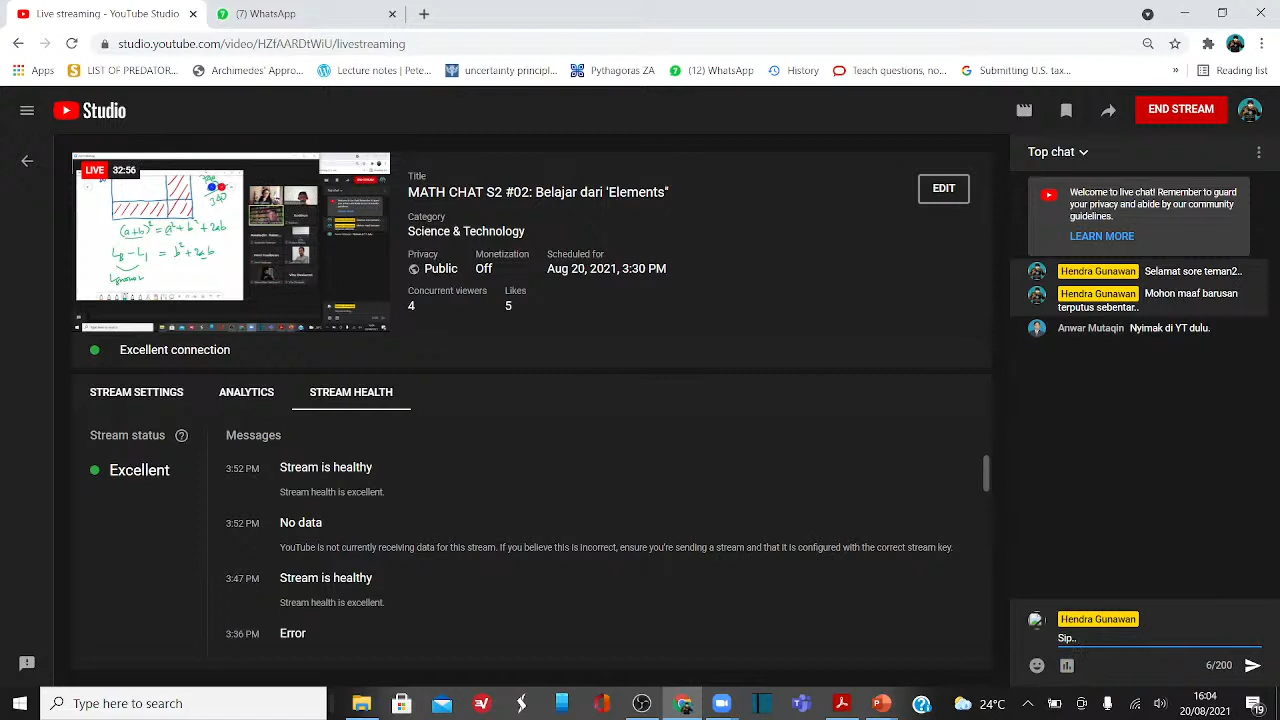 Live streaming - YouTube Studio
(7) WhatsApp
studio.youtube.com/video/HZfAARDtWiU/livestreaming
Apps
LIST OF PREDATOR...
Archimedes' Appro...
Lecture notes | Pete...
uncertainty principl...
Pythagoras ZA
(12) WhatsApp
History
Teach questions, no...
Submitting U.S. tax...
»
Reading list
Studio
END STREAM
LIVE 32:56
(a+b)² = a²+b²+2ab
= b²+2ab
Title
MATH CHAT S2 #02: Belajar dari 'Elements"
EDIT
Category
Science & Technology
Privacy
Monetization
Scheduled for
Public
Off
Aug 20, 2021, 3:30 PM
Concurrent viewers
Likes
4
5
Excellent connection
STREAM SETTINGS
ANALYTICS
STREAM HEALTH
Stream status
Excellent
Messages
3:52 PM Stream is healthy
Stream health is excellent.
3:52 PM No data
YouTube is not currently receiving data for this stream. If you believe this is incorrect, ensure you're sending a stream and that it is configured with the correct stream key.
3:47 PM Stream is healthy
Stream health is excellent.
3:36 PM Error
Top chat
Welcome to live chat! Remember to guard
your privacy and abide by our community
guidelines.
LEARN MORE
Hendra Gunawan Selamat sore teman2...
Hendra Gunawan Mohon maaf barusan
terputus sebentar..
Amar Mutaqin Nyimak di YT dulu.
Hendra Gunawan
Sip..
6/200
Type here to search
24°C
16:04
20/08/2021